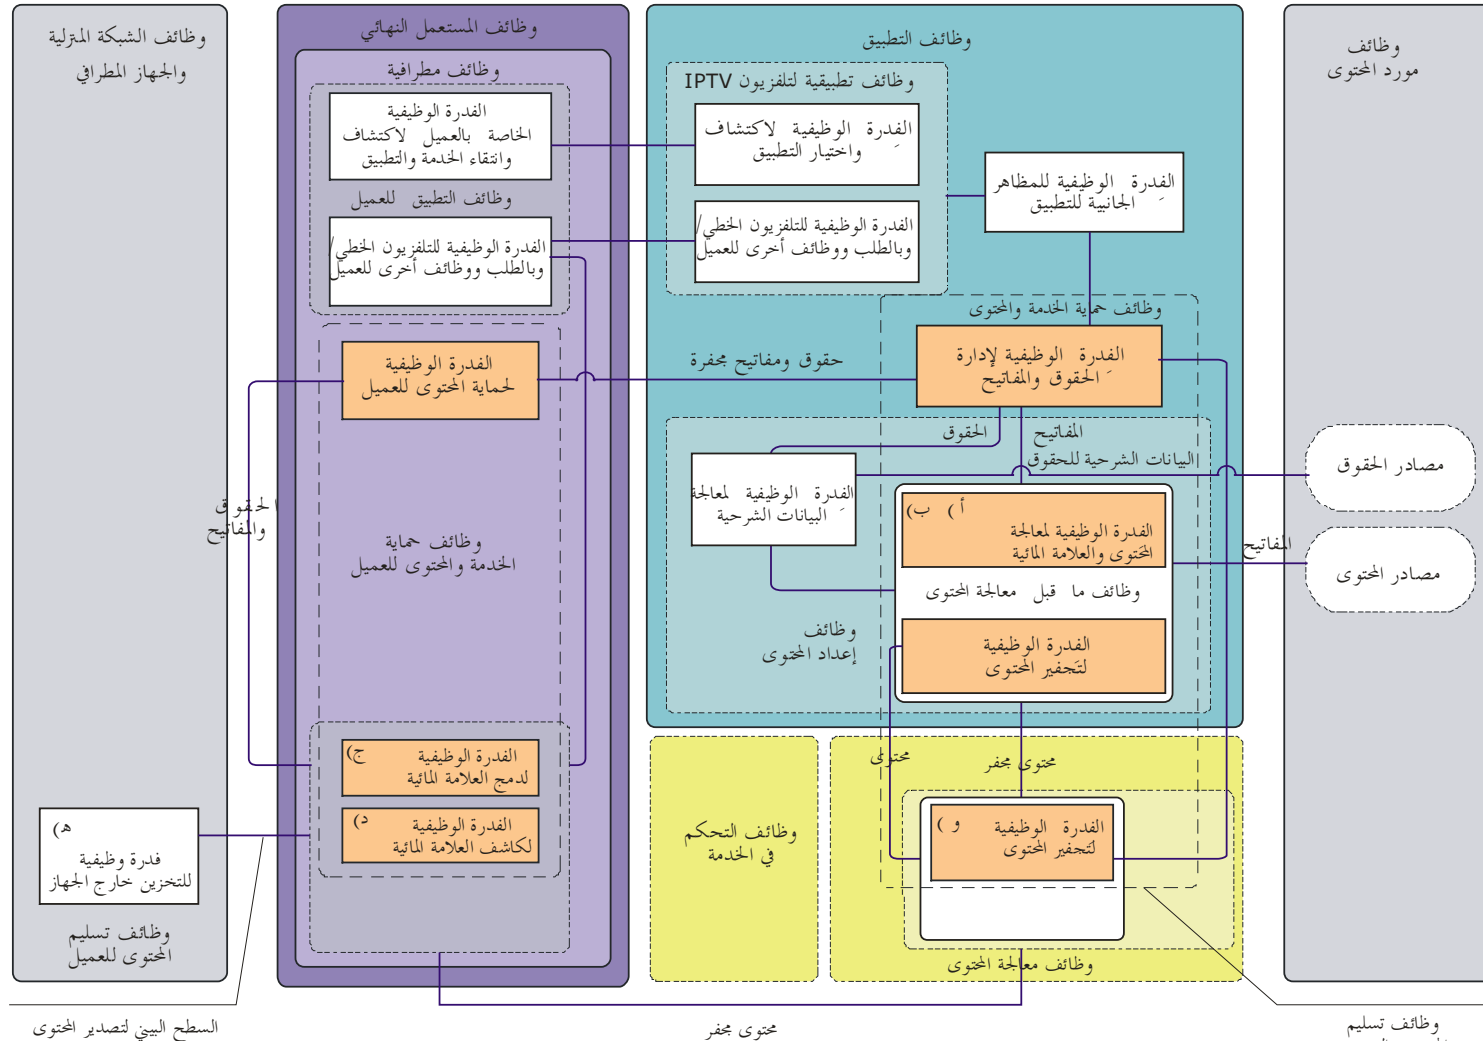 وظائف الشبكة المنزلية
والجهاز المطرافي
وظائف المستعمل النهائي
وظائف مطرافية
القدرة الوظيفية
الخاصة بالعميل لاكتشاف
وانتقاء الخدمة والتطبيق
وظائف التطبيق للعميل
القدرة الوظيفية للتلفزيون الخطي/
وبالطلب ووظائف أخرى للعميل
وظائف التطبيق
وظائف تطبيقية لتلفزيون IPTV
القدرة الوظيفية لاكتشاف
واختيار التطبيق
القدرة الوظيفية للتلفزيون الخطي/
وبالطلب ووظائف أخرى للعميل
القدرة الوظيفية للمظاهر
الجانبية للتطبيق
وظائف
مورد المحتوى
وظائف حماية الخدمة والمحتوى
القدرة الوظيفية لإدارة
الحقوق والمفاتيح
حقوق ومفاتيح مجفرة
القدرة الوظيفية
لحماية المحتوى للعميل
الحقوق
المفاتيح
البيانات الشرحية للحقوق
مصادر الحقوق
القدرة الوظيفية لمعالجة
البيانات الشرحية
أ ) ب)
القدرة الوظيفية لمعالجة
المحتوى والعلامة المائية
المفاتيح
مصادر المحتوى
الحقوق
والمفاتيح
وظائف حماية
الخدمة والمحتوى للعميل
وظائف ما قبل معالجة المحتوى
وظائف
إعداد المحتوى
القدرة الوظيفية
لتجفير المحتوى
القدرة الوظيفية ج)
لدمج العلامة المائية
القدرة الوظيفية د)
لكاشف العلامة المائية
محتوى
محتوى مجفر
ه)
قدرة وظيفية
للتخزين خارج الجهاز
وظائف التحكم
في الخدمة
القدرة الوظيفية و )
لتجفير المحتوى
وظائف تسليم
المحتوى للعميل
وظائف معالجة المحتوى
السطح البيني لتصدير المحتوى
محتوى مجفر
وظائف تسليم